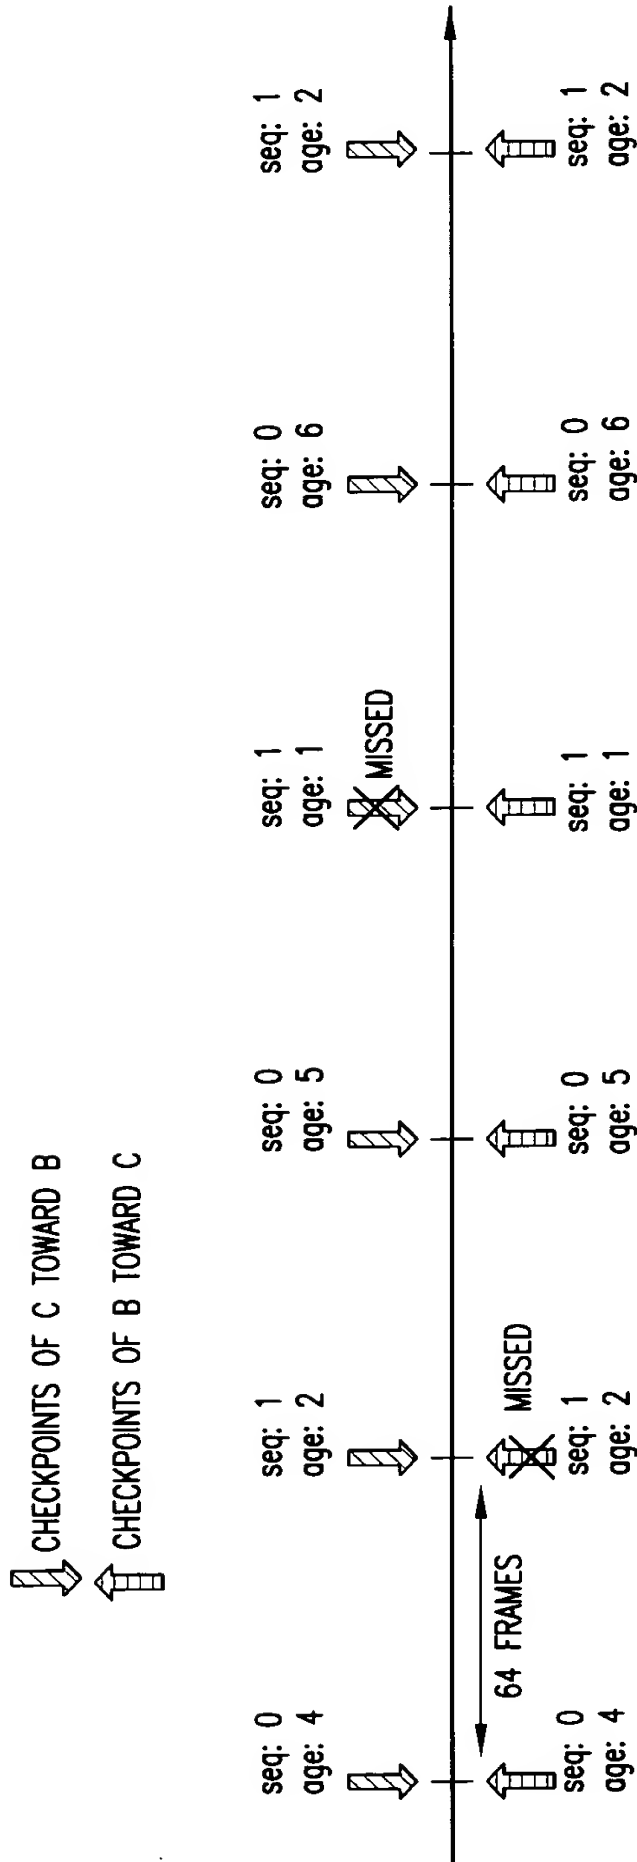 CHECKPOINTS OF C TOWARD B
CHECKPOINTS OF B TOWARD C
seq: 0
age: 4
seq: 1
age: 2
seq: 0
age: 5
seq: 1
age: 1
MISSED
seq: 0
age: 6
seq: 1
age: 2
64 FRAMES
MISSED
seq: 0
age: 4
seq: 1
age: 2
seq: 0
age: 5
seq: 1
age: 1
seq: 0
age: 6
seq: 1
age: 2